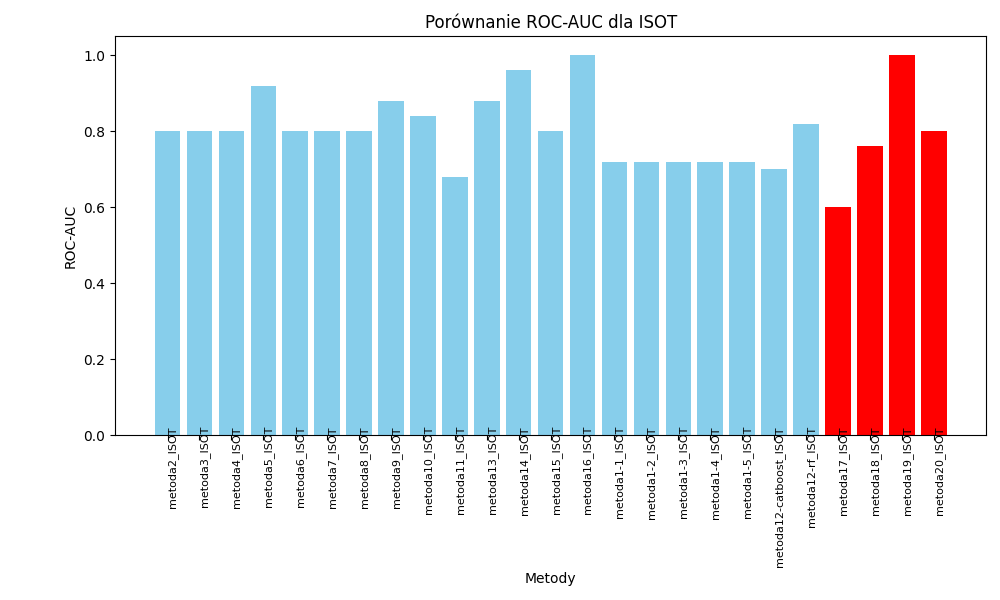 Porównanie ROC-AUC dla ISOT
ROC-AUC
1.0
0.8
0.6
0.4
0.2
0.0
metoda2_ISOT
metoda3_ISOT
metoda4_ISOT
metoda5_ISOT
metoda6_ISOT
metoda7_ISOT
metoda8_ISOT
metoda9_ISOT
metoda10_ISOT
metoda11_ISOT
metoda13_ISOT
metoda14_ISOT
metoda15_ISOT
metoda16_ISOT
metoda1-1_ISOT
metoda1-2_ISOT
metoda1-3_ISOT
metoda1-4_ISOT
metoda1-5_ISOT
metoda12-catboost_ISOT
metoda12-rf_ISOT
metoda17_ISOT
metoda18_ISOT
metoda19_ISOT
metoda20_ISOT
Metody